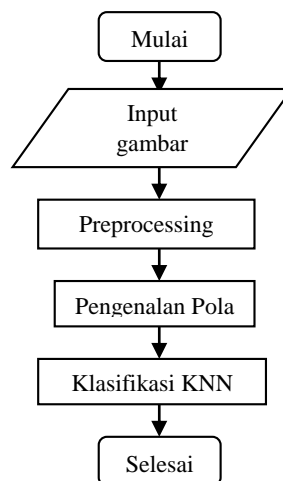 Mulai
Input
gambar
Preprocessing
Pengenalan Pola
Klasifikasi KNN
Selesai